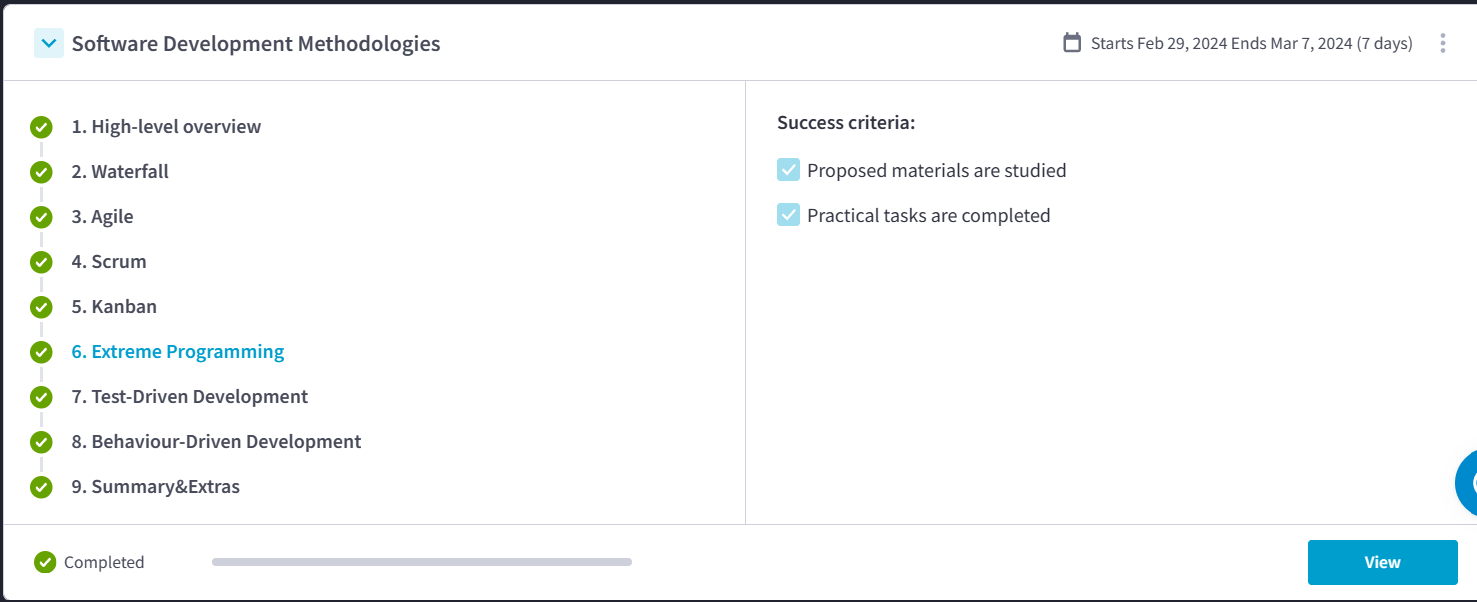 Software Development Methodologies
Starts Feb 29, 2024 Ends Mar 7, 2024 (7 days)
1. High-level overview
2. Waterfall
3. Agile
4. Scrum
5. Kanban
6. Extreme Programming
7. Test-Driven Development
8. Behaviour-Driven Development
9. Summary&Extras
Success criteria:
Proposed materials are studied
Practical tasks are completed
Completed
View